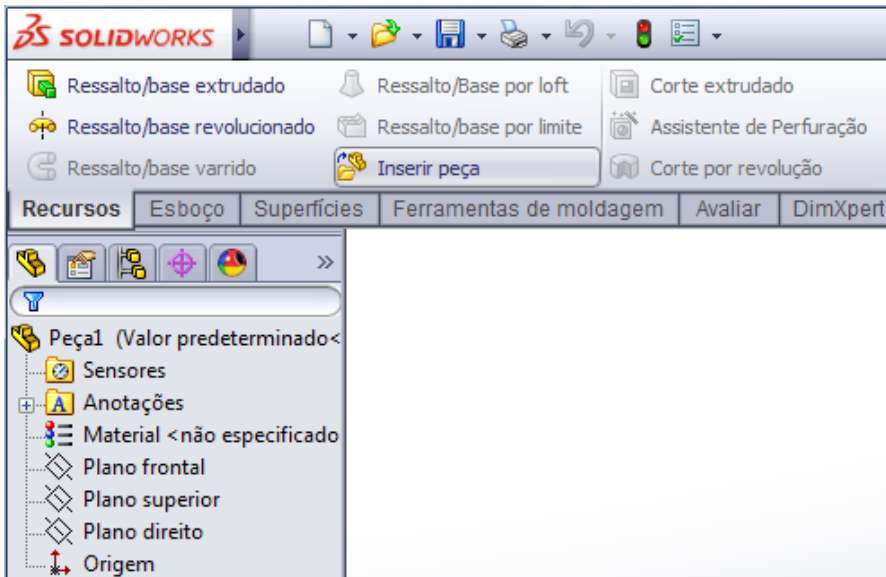 SOLIDWORKS
Ressalto/base extrudado Ressalto/Base por loft Corte extrudado
Ressalto/base revolucionado Ressalto/base por limite Assistente de Perfuração
Ressalto/base varrido Inserir peça Corte por revolução
Recursos Esboço Superfícies Ferramentas de moldagem Avaliar DimXpert
Peça1 (Valor predeterminado<
Sensores
A Anotações
Material <não especificado
Plano frontal
Plano superior
Plano direito
Origem